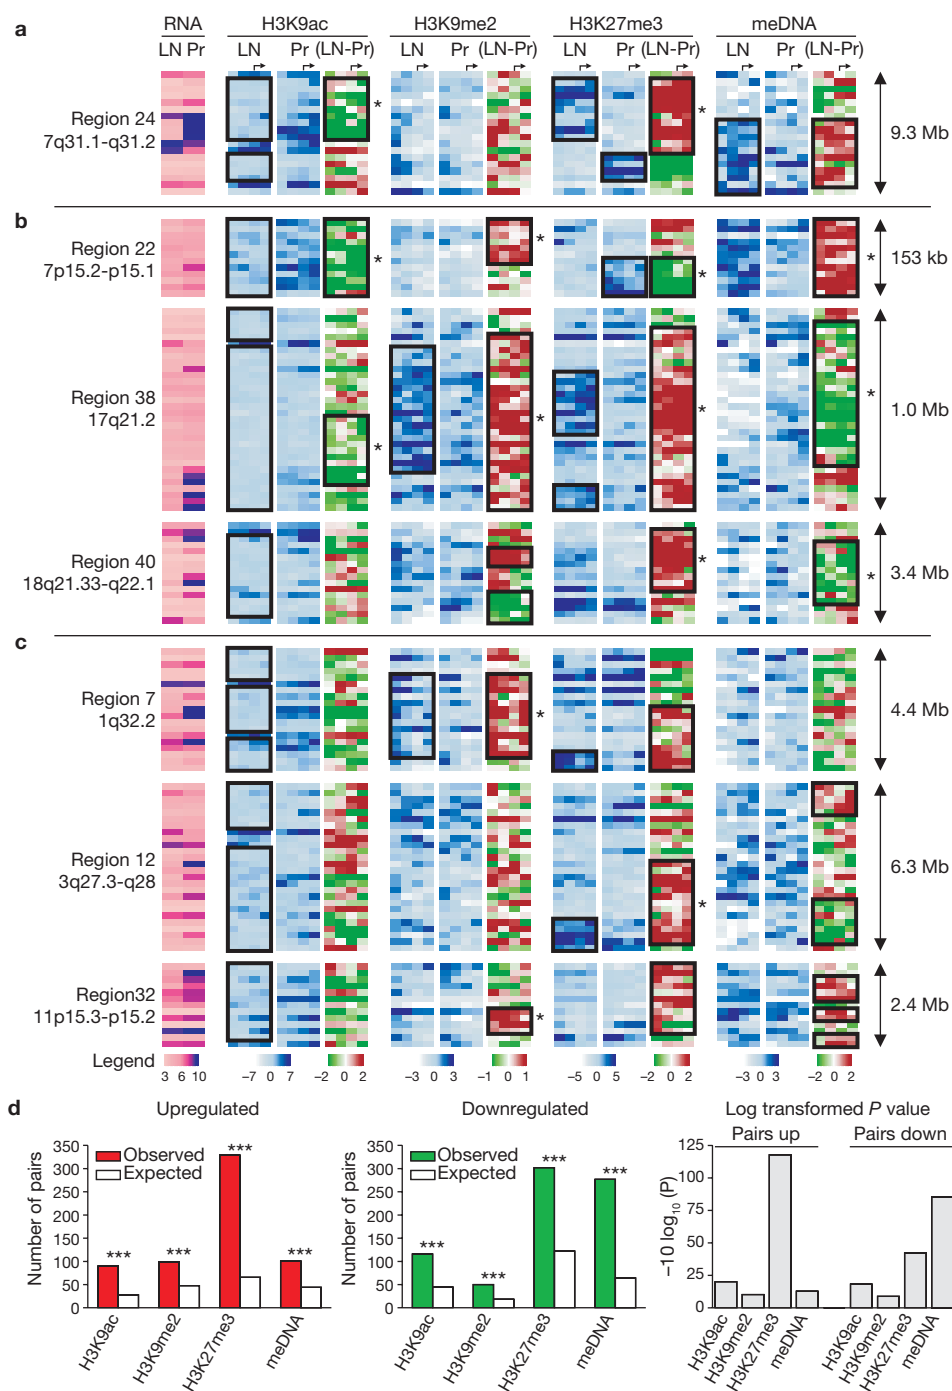 a
RNA H3K9ac H3K9me2 H3K27me3 meDNA
LN Pr LN Pr (LN-Pr) LN Pr (LN-Pr) LN Pr (LN-Pr) LN Pr (LN-Pr)
Region 24
7q31.1-q31.2
*
*
9.3 Mb
b
Region 22
7p15.2-p15.1
* * * *
153 kb
Region 38
17q21.2
* * * *
1.0 Mb
Region 40
18q21.33-q22.1
* *
3.4 Mb
c
Region 7
1q32.2
*
4.4 Mb
Region 12
3q27.3-q28
*
6.3 Mb
Region32
11p15.3-p15.2
*
2.4 Mb
Legend
3 6 10 −7 0 7 −2 0 2 −3 0 3 −1 0 1 −5 0 5 −2 0 2 −3 0 3 −2 0 2
d
Upregulated
Number of pairs
350
300
250
200
150
100
50
0
Observed
Expected
*** *** *** ***
H3K9ac H3K9me2 H3K27me3 meDNA
Downregulated
Number of pairs
350
300
250
200
150
100
50
0
Observed
Expected
*** *** *** ***
H3K9ac H3K9me2 H3K27me3 meDNA
Log transformed P value
Pairs up Pairs down
−10 log10 (P)
125
100
75
50
25
0
H3K9ac H3K9me2 H3K27me3 meDNA H3K9ac H3K9me2 H3K27me3 meDNA